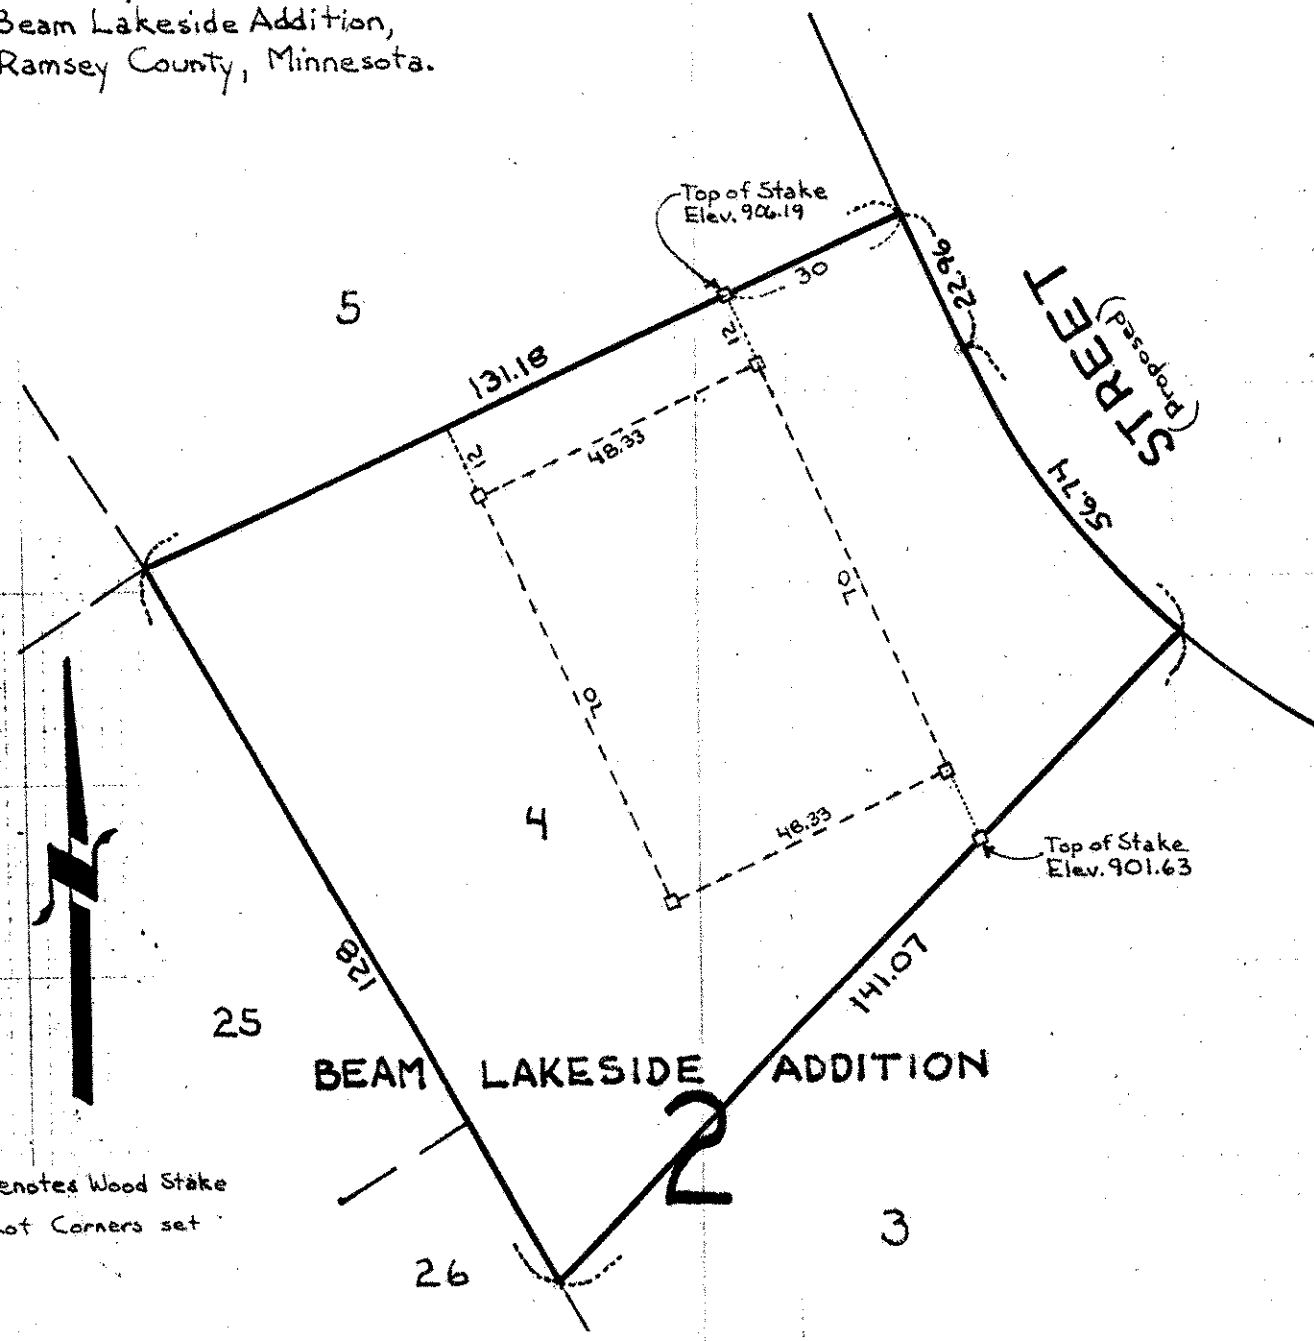 Beam Lakeside Addition,
Ramsey County, Minnesota.
Top of Stake
Elev. 906.19
30
22.96
STREET
(Proposed)
5
12
131.18
48.33
12
56.74
70
70
4
48.33
Top of Stake
Elev. 901.63
128
141.07
25
BEAM LAKESIDE ADDITION
2
enotes Wood Stake
Lot Corners set
3
26